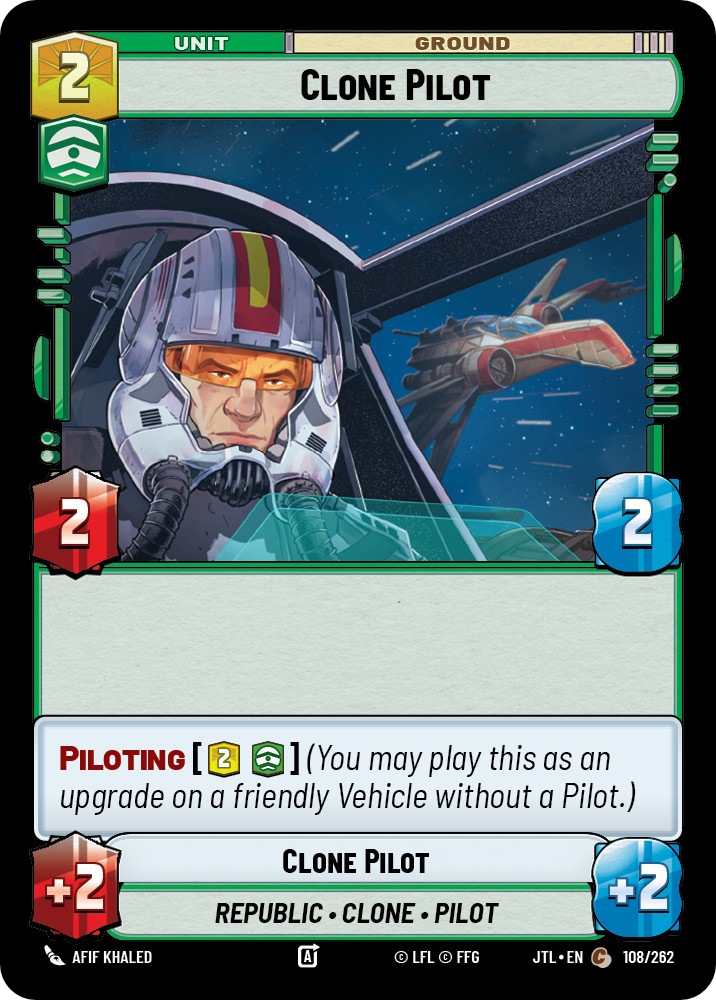 UNIT GROUND
2 CLONE PILOT
2 2
PILOTING [2] (You may play this as an
upgrade on a friendly Vehicle without a Pilot.)
CLONE PILOT
+2 +2
REPUBLIC • CLONE • PILOT
AFIF KHALED A © LFL © FFG JTL • EN C 108/262